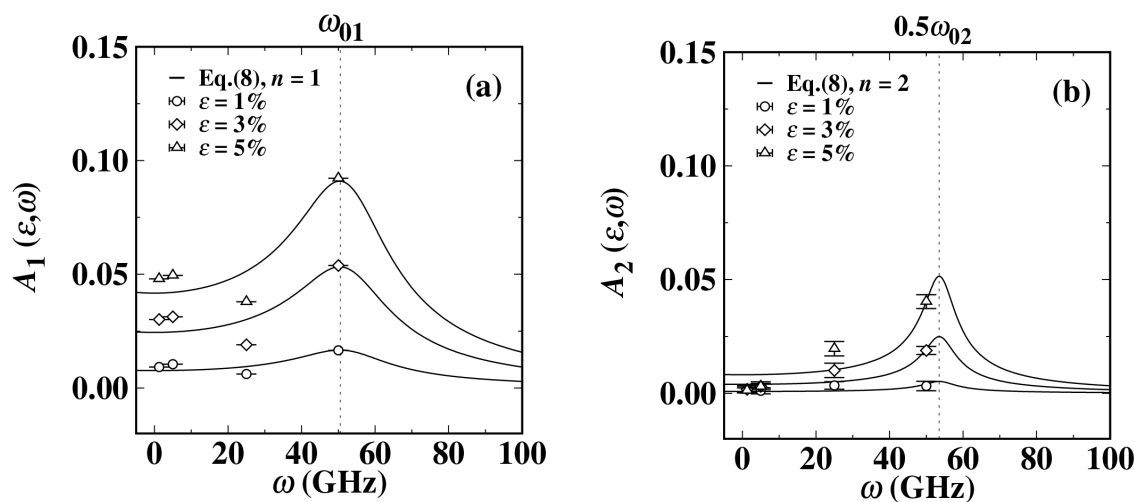 ω01
0.15
0.10
0.05
0.00
A1 (ε,ω)
Eq.(8), n = 1
ε = 1%
ε = 3%
ε = 5%
(a)
0 20 40 60 80 100
ω (GHz)
0.5ω02
0.15
0.10
0.05
0.00
A2 (ε,ω)
Eq.(8), n = 2
ε = 1%
ε = 3%
ε = 5%
(b)
0 20 40 60 80 100
ω (GHz)